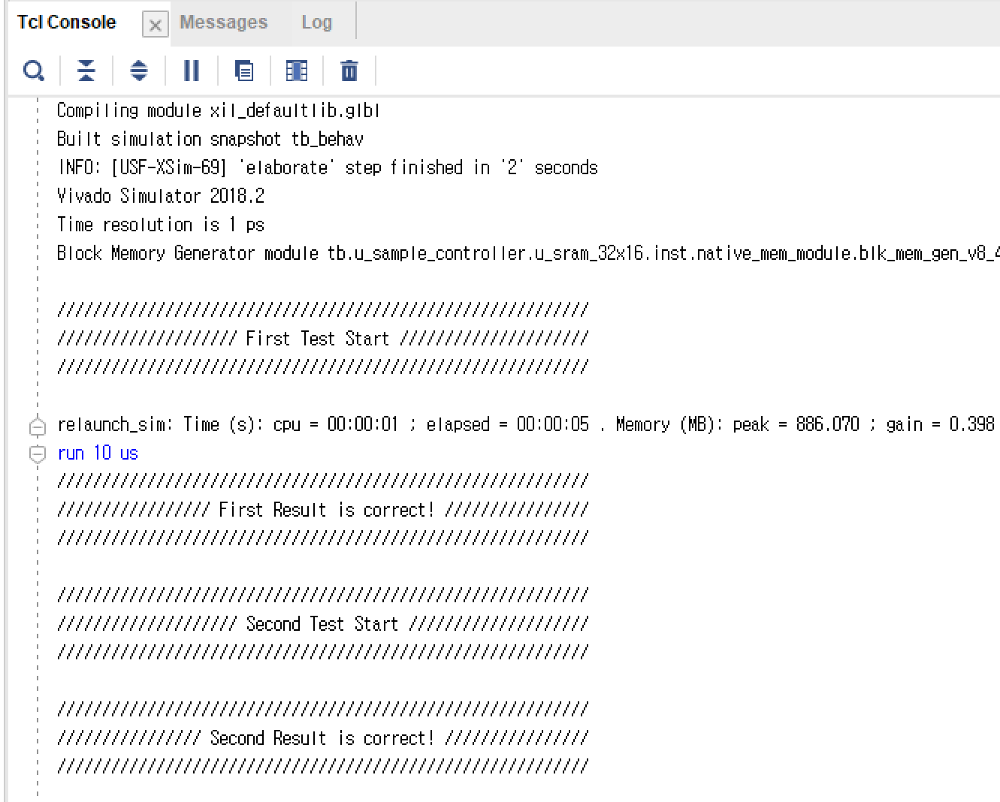 Tcl Console × Messages Log
Compiling module xil_defaultlib.glbl
Built simulation snapshot tb_behav
INFO: [USF-XSim-69] 'elaborate' step finished in '2' seconds
Vivado Simulator 2018.2
Time resolution is 1 ps
Block Memory Generator module tb.u_sample_controller.u_sram_32x16.inst.native_mem_module.blk_mem_gen_v8_4
///////////////////////////////////////////////////////////
//////////////////// First Test Start /////////////////////
///////////////////////////////////////////////////////////
relaunch_sim: Time (s): cpu = 00:00:01 ; elapsed = 00:00:05 . Memory (MB): peak = 886.070 ; gain = 0.398
run 10 us
///////////////////////////////////////////////////////////
///////////////// First Result is correct! ////////////////
///////////////////////////////////////////////////////////
///////////////////////////////////////////////////////////
//////////////////// Second Test Start ////////////////////
///////////////////////////////////////////////////////////
///////////////////////////////////////////////////////////
//////////////// Second Result is correct! ////////////////
///////////////////////////////////////////////////////////